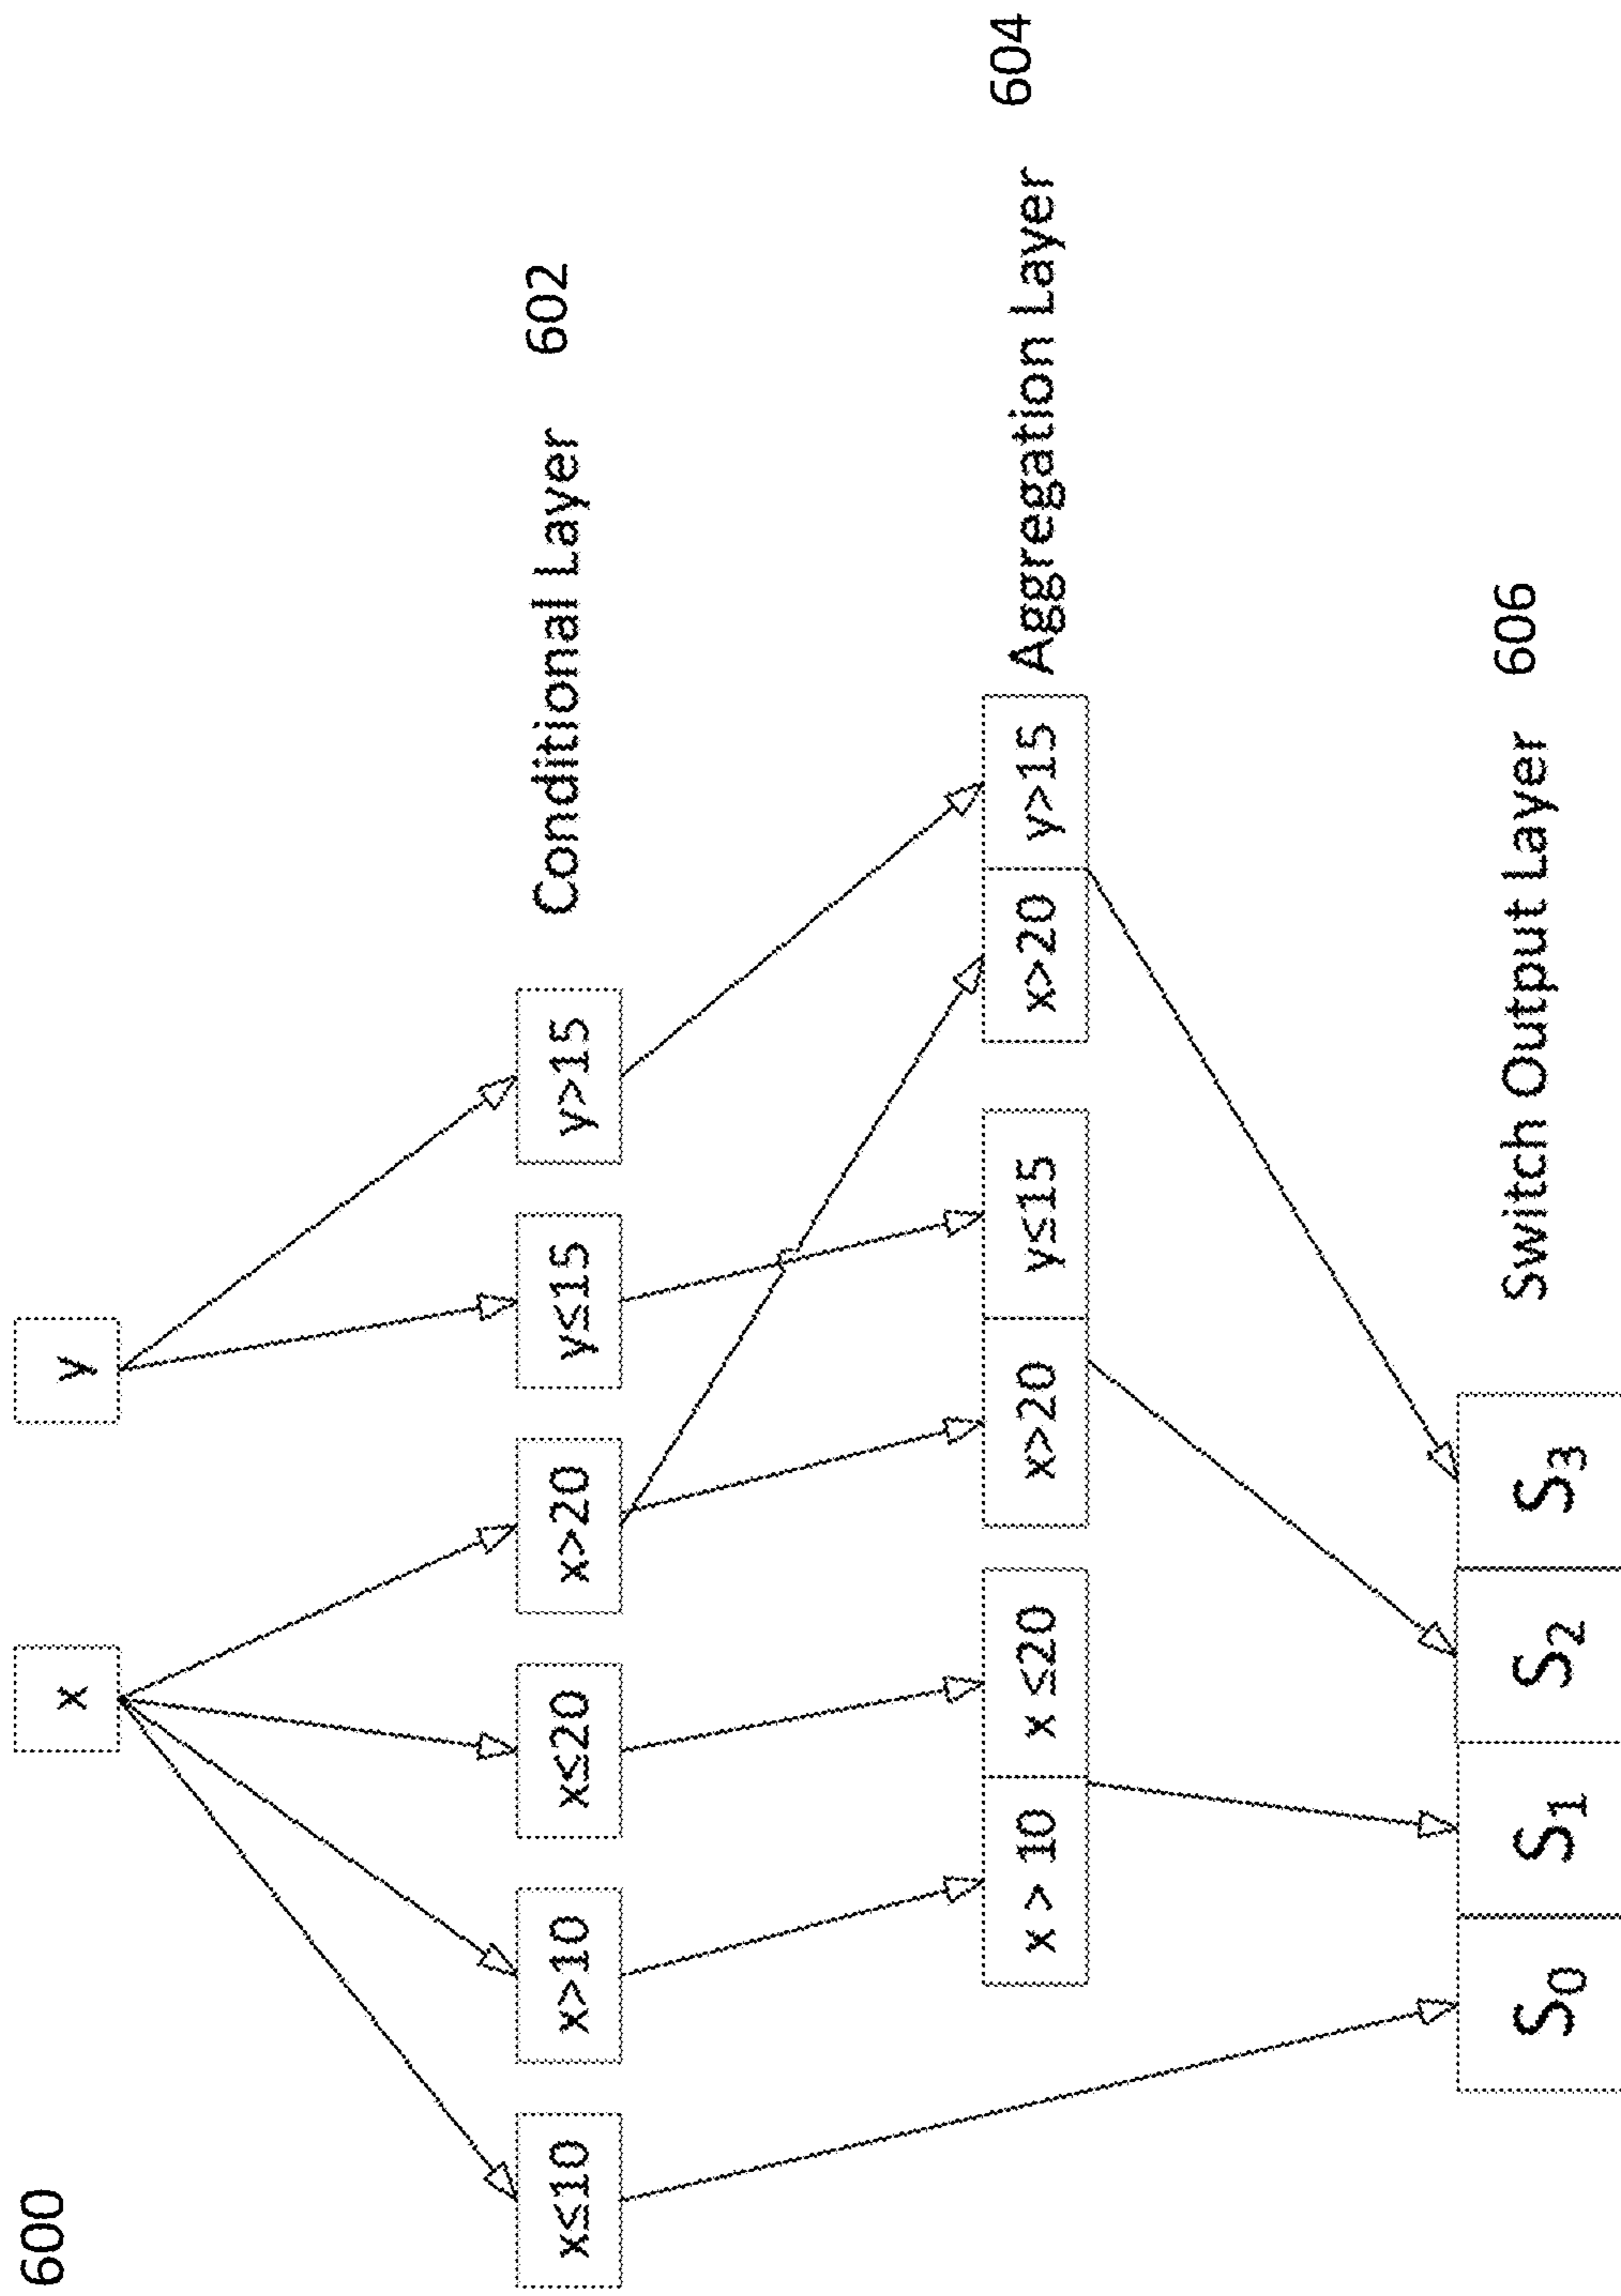 600
x
y
x≤10
x>10
x≤20
x>20
y≤15
y>15
Conditional Layer 602
x > 10
x ≤20
x>20
y≤15
x>20
y>15
Aggregation Layer 604
S₀
S₁
S₂
S₃
Switch Output Layer 606